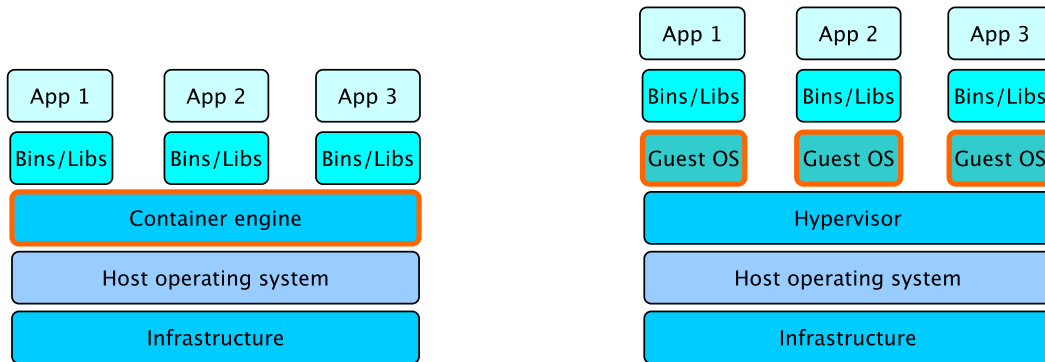 App 1
App 2
App 3
Bins/Libs
Bins/Libs
Bins/Libs
Container engine
Host operating system
Infrastructure
App 1
App 2
App 3
Bins/Libs
Bins/Libs
Bins/Libs
Guest OS
Guest OS
Guest OS
Hypervisor
Host operating system
Infrastructure